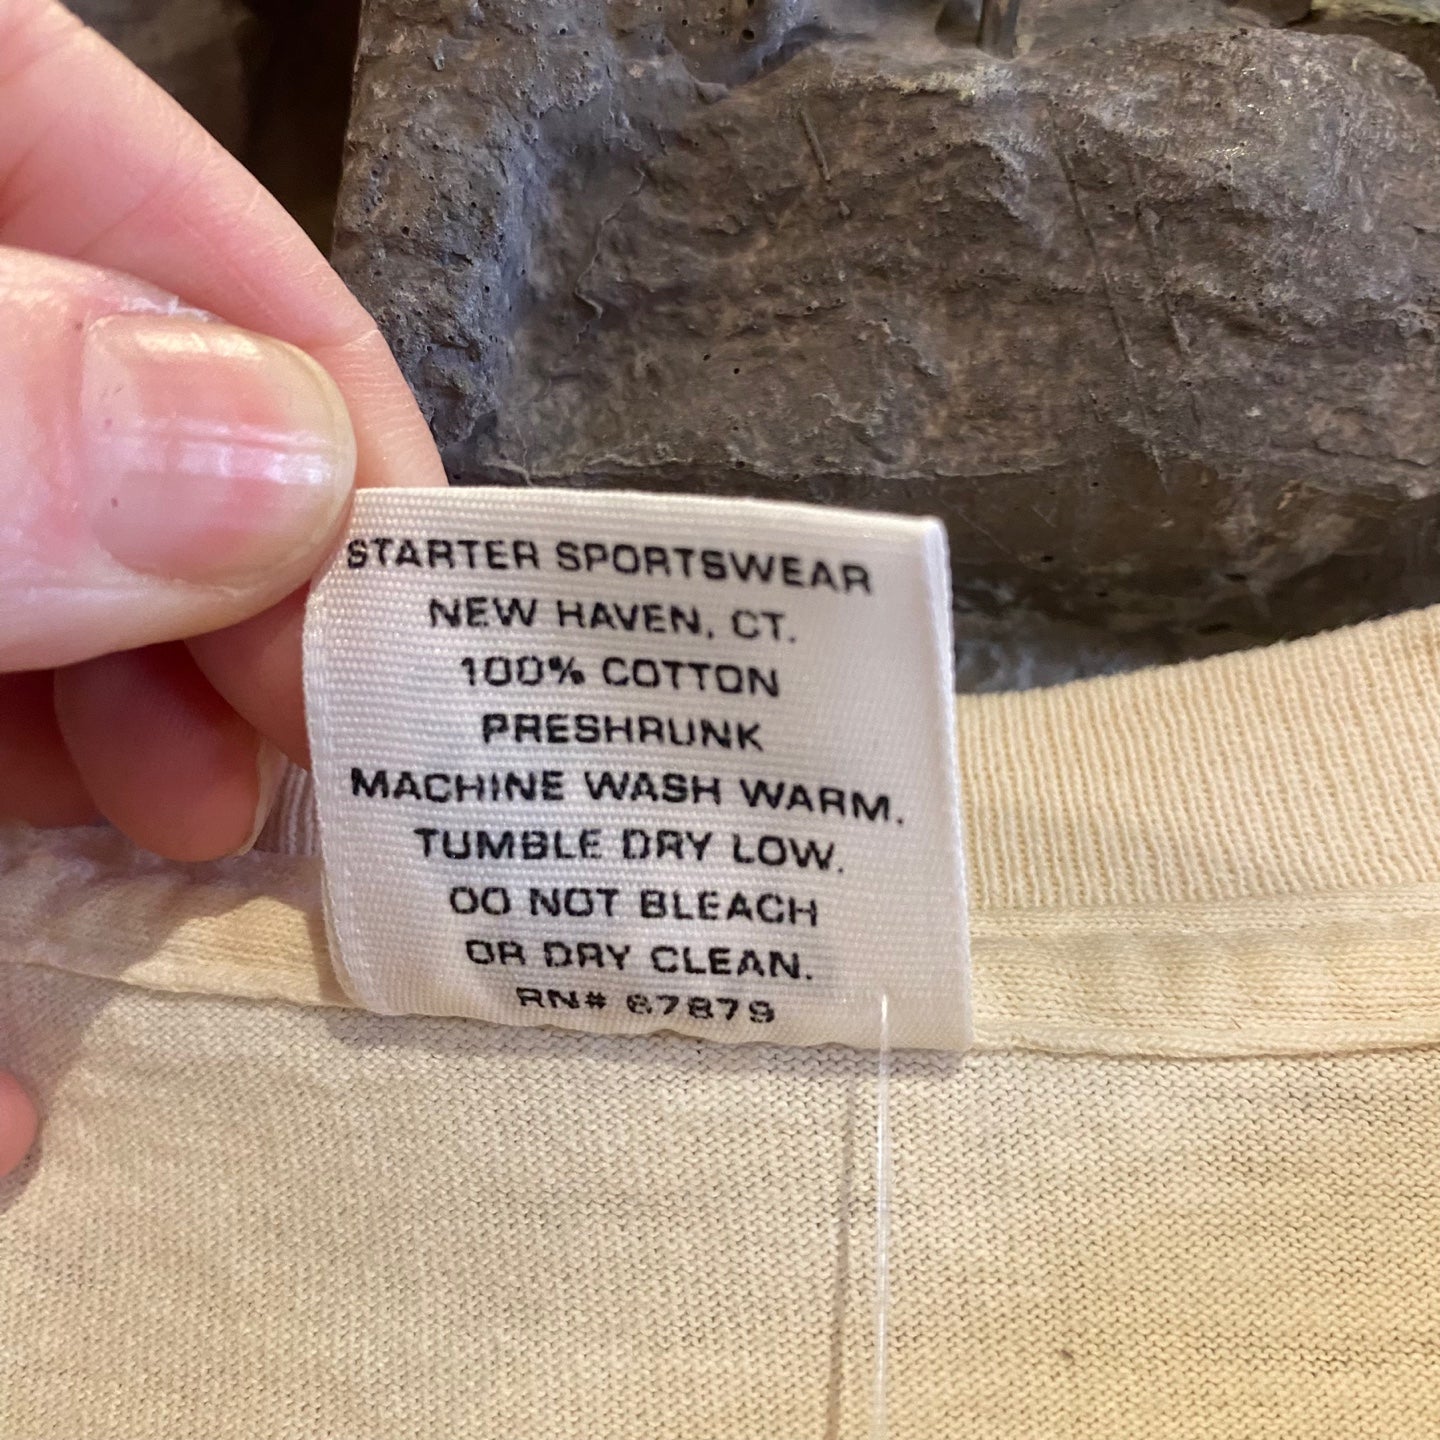 STARTER SPORTSWEAR
NEW HAVEN, CT.
100% COTTON
PRESHRUNK
MACHINE WASH WARM.
TUMBLE DRY LOW.
DO NOT BLEACH
OR DRY CLEAN.
RN# 67879